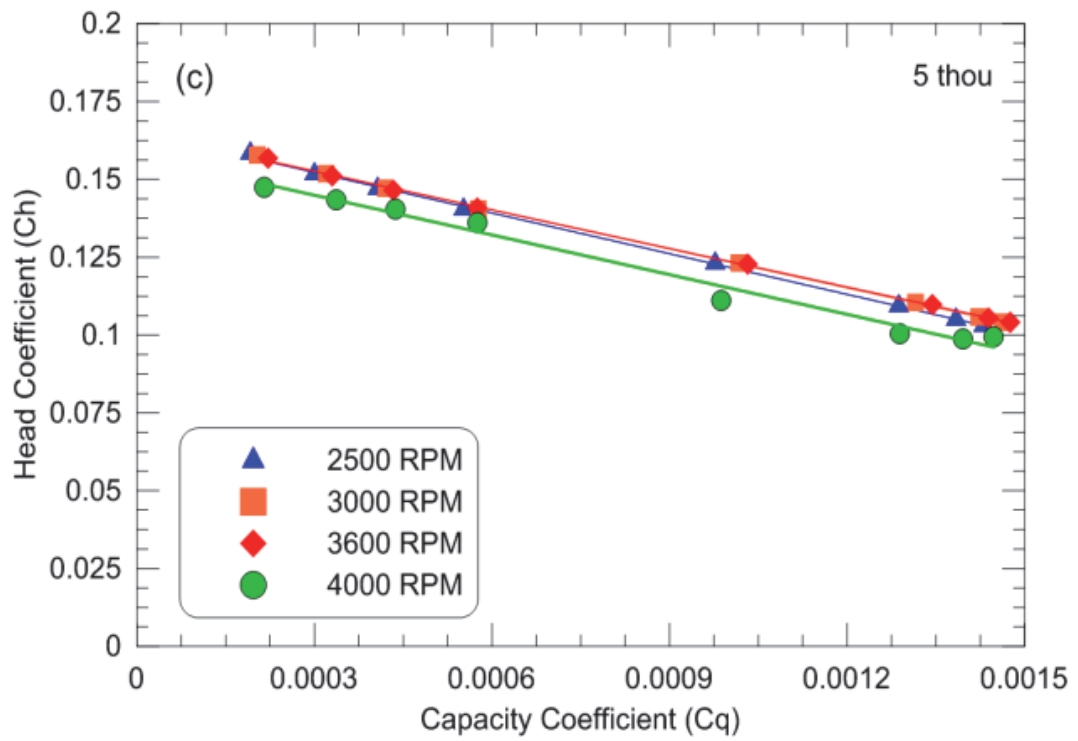 0.2
(c)
5 thou
0.175
0.15
0.125
0.1
0.075
0.05
0.025
0
Head Coefficient (Ch)
2500 RPM
3000 RPM
3600 RPM
4000 RPM
0 0.0003 0.0006 0.0009 0.0012 0.0015
Capacity Coefficient (Cq)